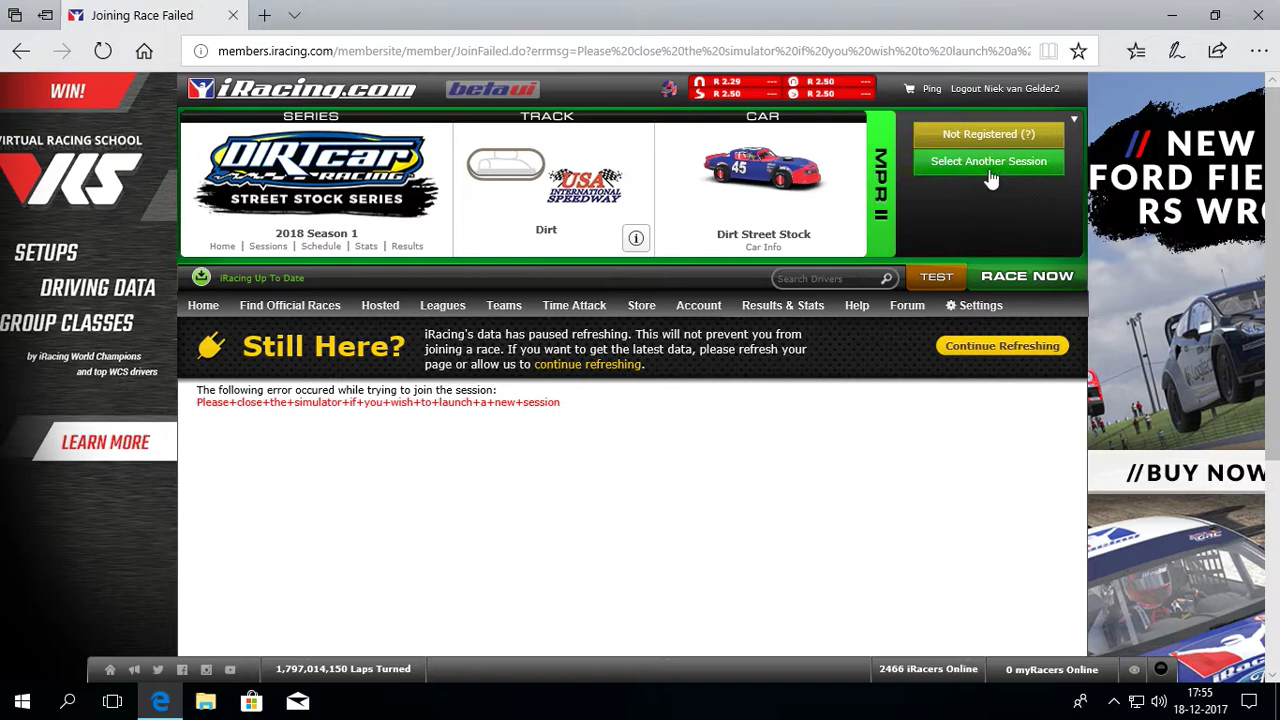 Joining Race Failed
members.iracing.com/membersite/member/JoinFailed.do?errmsg=Please%20close%20the%20simulator%20if%20you%20wish%20to%20launch%20a%2
WIN!
VIRTUAL RACING SCHOOL
VRS
SETUPS
DRIVING DATA
GROUP CLASSES
by iRacing World Champions
and top WCS drivers
LEARN MORE
iRacing.com
betaui
R 2.29 ---
R 2.50 ---
R 2.50 ---
R 2.50 ---
Ping
Logout Niek van Gelder2
SERIES
TRACK
CAR
DIRTcar
RACING
STREET STOCK SERIES
2018 Season 1
Home | Sessions | Schedule | Stats | Results
USA
INTERNATIONAL
SPEEDWAY
Dirt
45
Dirt Street Stock
Car Info
MPR II
Not Registered (?)
Select Another Session
iRacing Up To Date
Search Drivers
TEST
RACE NOW
Home
Find Official Races
Hosted
Leagues
Teams
Time Attack
Store
Account
Results & Stats
Help
Forum
Settings
Still Here?
iRacing's data has paused refreshing. This will not prevent you from
joining a race. If you want to get the latest data, please refresh your
page or allow us to continue refreshing.
Continue Refreshing
The following error occured while trying to join the session:
Please+close+the+simulator+if+you+wish+to+launch+a+new+session
// NEW
FORD FIE
RS WR
//BUY NOW
1,797,014,150 Laps Turned
2466 iRacers Online
0 myRacers Online
17:55
18-12-2017